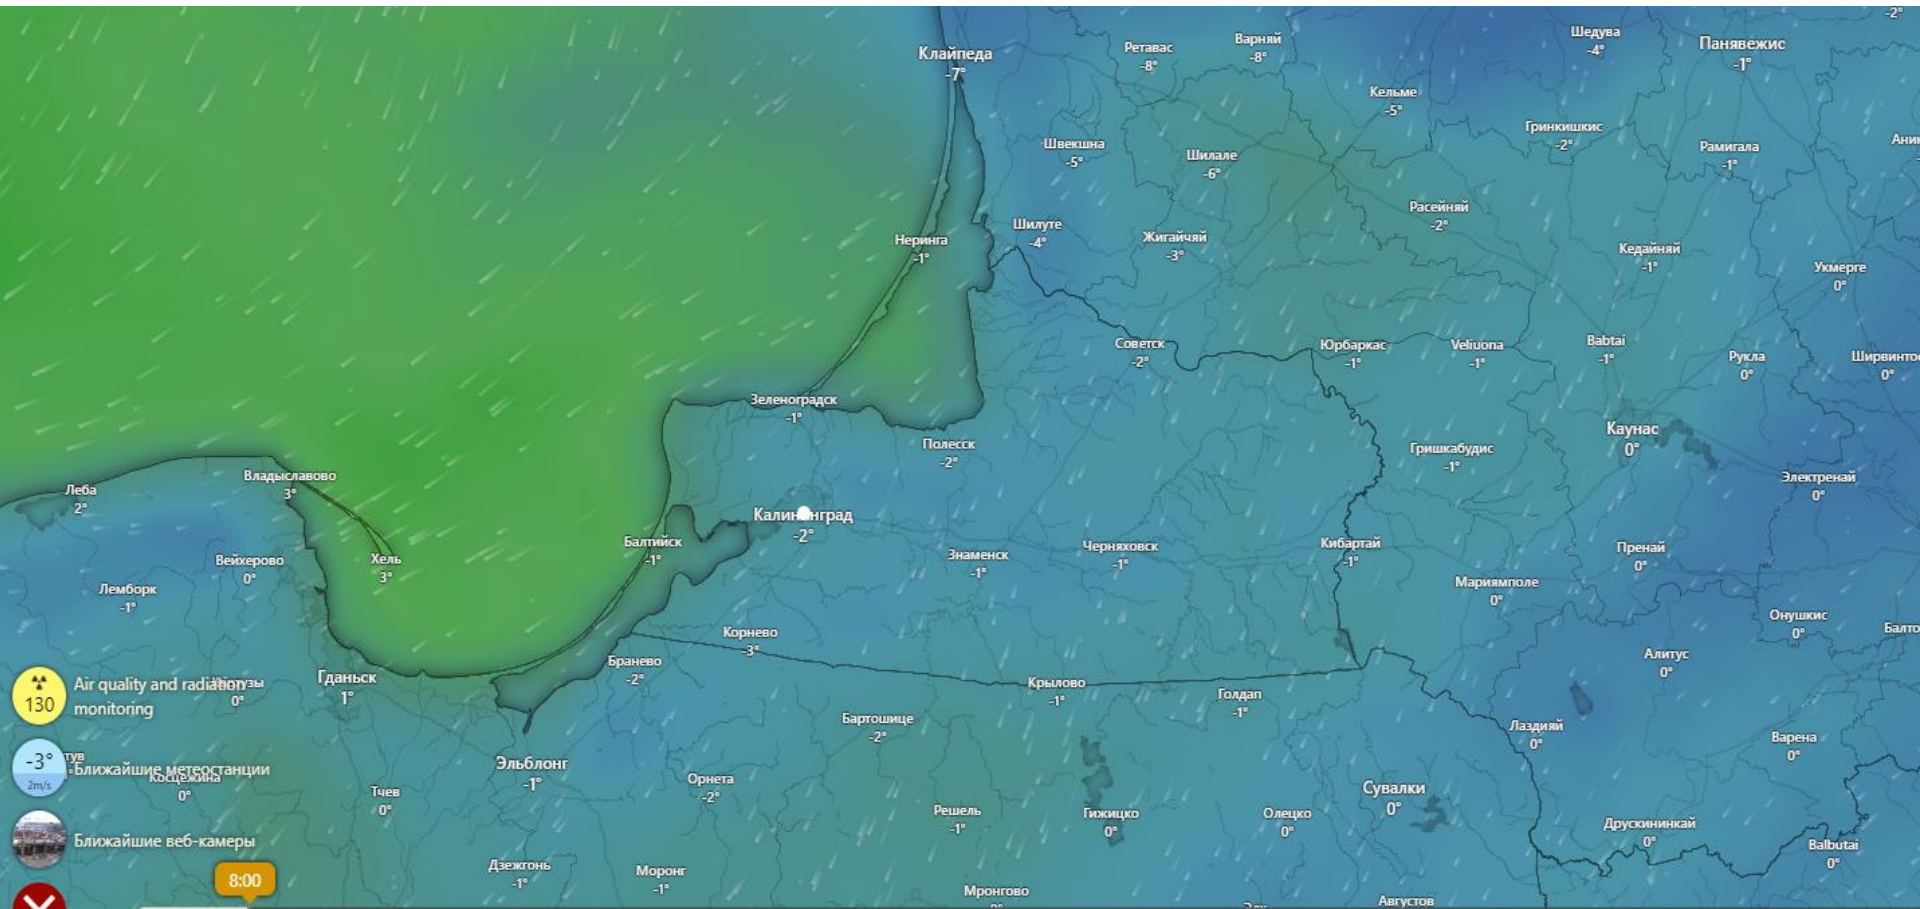 -2°
Клайпеда
-7°
Ретавас
-8°
Варняй
-8°
Шедува
-4°
Панявежис
-1°
Кельме
-5°
Швекшна
-5°
Шилале
-6°
Гринкишкис
-2°
Рамигала
-1°
Неринга
-1°
Шилуте
-4°
Жигайчяй
-3°
Расейняй
-2°
Кедайняй
-1°
Укмерге
0°
Советск
-2°
Юрбаркас
-1°
Veliuona
-1°
Babtai
-1°
Рукла
0°
Ширвинтос
0°
Зеленоградск
-1°
Полесск
-2°
Гришкабудис
-1°
Каунас
0°
Леба
2°
Владыславово
3°
Электренай
0°
Калининград
-2°
Вейхерово
0°
Хель
3°
Балтийск
-1°
Знаменск
-1°
Черняховск
-1°
Кибартай
-1°
Пренай
0°
Лемборк
-1°
Мариямполе
0°
Онушкис
0°
Корнево
-3°
Бранево
-2°
Алитус
0°
Гданьск
1°
Крылово
-1°
Голдап
-1°
130
Air quality and radiation
monitoring
0°
Бартошице
-2°
Лаздияй
0°
Варена
0°
-3°
2m/s
Ближайшие метеостанции
Косцежина
0°
Эльблонг
-1°
Орнета
-2°
Тчев
0°
Сувалки
0°
Решель
-1°
Гижицко
0°
Олецко
0°
Друскининкай
0°
Balbutai
0°
Ближайшие веб-камеры
8:00
Дзежгонь
-1°
Моронг
-1°
Мронгово
Августов